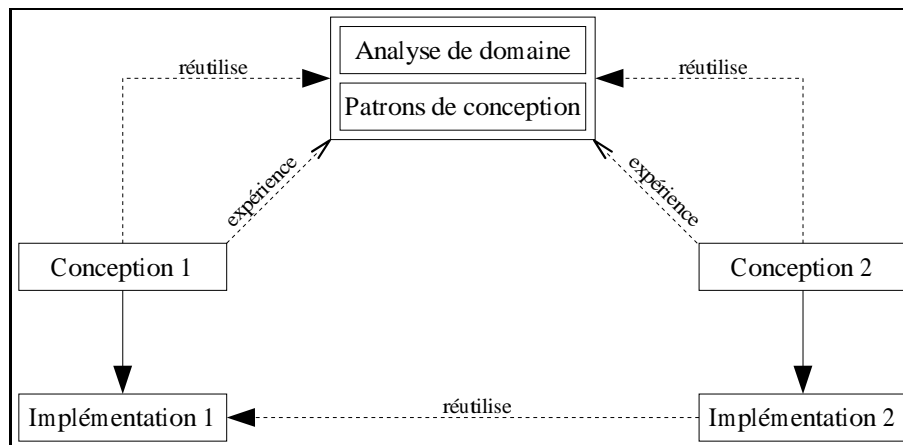 Analyse de domaine
réutilise
réutilise
Patrons de conception
expérience
expérience
Conception 1
Conception 2
réutilise
Implémentation 1
Implémentation 2